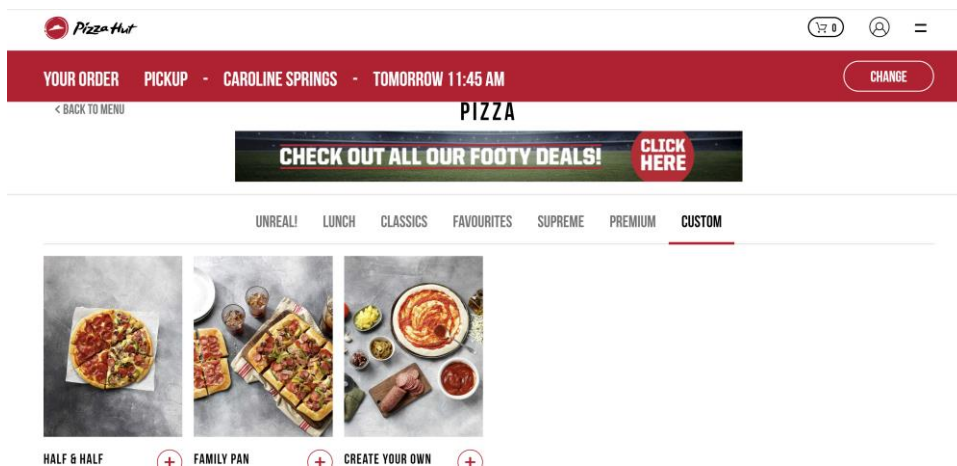 Pizza Hut
0
YOUR ORDER PICKUP - CAROLINE SPRINGS - TOMORROW 11:45 AM
CHANGE
< BACK TO MENU
PIZZA
CHECK OUT ALL OUR FOOTY DEALS!
CLICK
HERE
UNREAL! LUNCH CLASSICS FAVOURITES SUPREME PREMIUM CUSTOM
HALF & HALF
FAMILY PAN
CREATE YOUR OWN